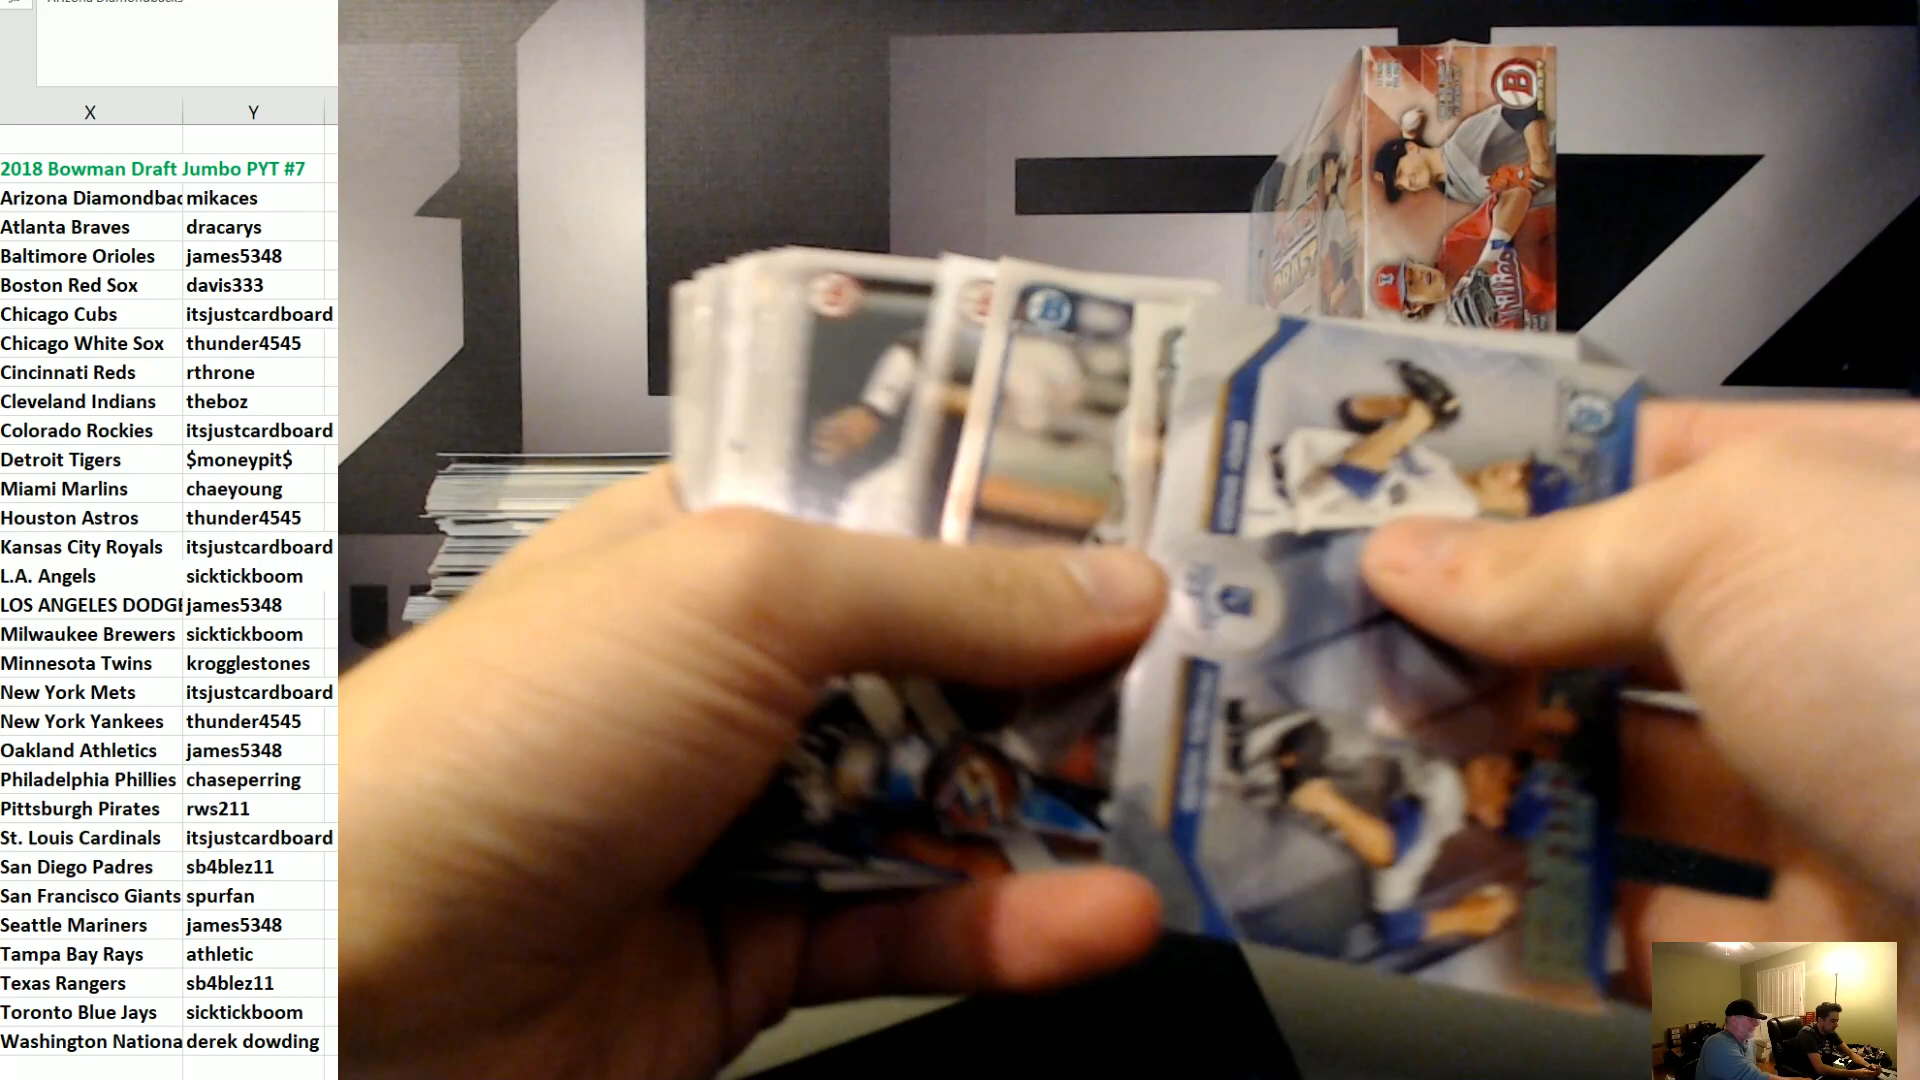 X Y
2018 Bowman Draft Jumbo PYT #7
Arizona Diamondbac mikaces
Atlanta Braves dracarys
Baltimore Orioles james5348
Boston Red Sox davis333
Chicago Cubs itsjustcardboard
Chicago White Sox thunder4545
Cincinnati Reds rthrone
Cleveland Indians theboz
Colorado Rockies itsjustcardboard
Detroit Tigers $moneypit$
Miami Marlins chaeyoung
Houston Astros thunder4545
Kansas City Royals itsjustcardboard
L.A. Angels sicktickboom
LOS ANGELES DODGE james5348
Milwaukee Brewers sicktickboom
Minnesota Twins krogglestones
New York Mets itsjustcardboard
New York Yankees thunder4545
Oakland Athletics james5348
Philadelphia Phillies chaseperring
Pittsburgh Pirates rws211
St. Louis Cardinals itsjustcardboard
San Diego Padres sb4blez11
San Francisco Giants spurfan
Seattle Mariners james5348
Tampa Bay Rays athletic
Texas Rangers sb4blez11
Toronto Blue Jays sicktickboom
Washington Nationa derek dowding
B
DRAFT